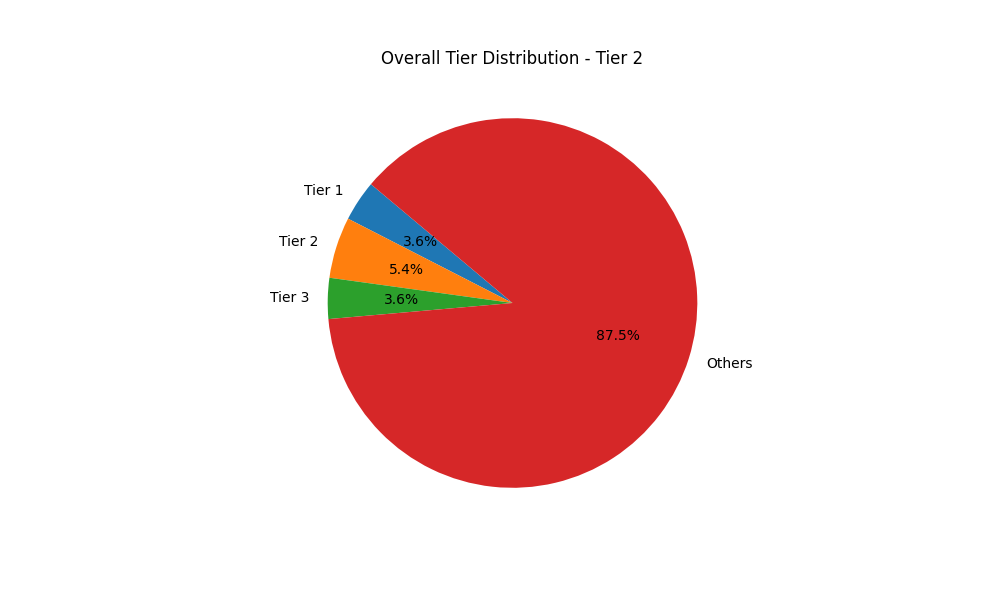 Overall Tier Distribution - Tier 2
Tier 1
3.6%
Tier 2
5.4%
Tier 3
3.6%
87.5%
Others